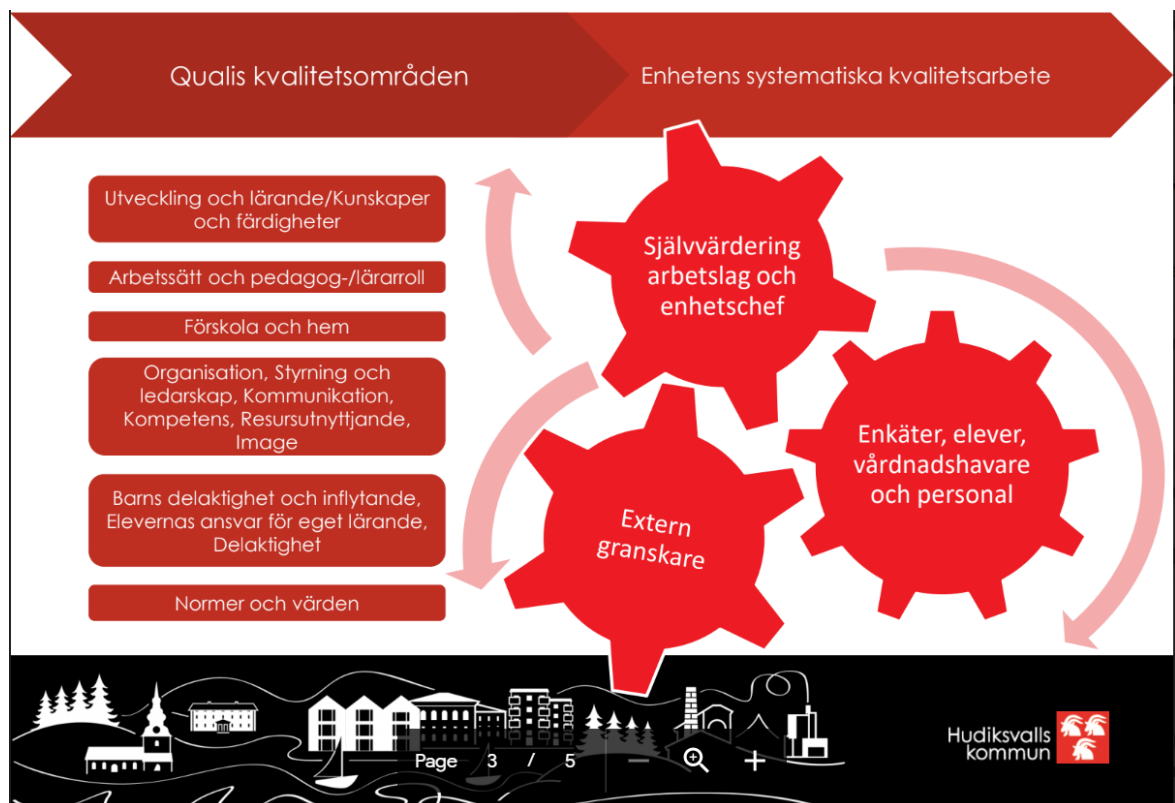 Qualis kvalitetsområden
Enhetens systematiska kvalitetsarbete
Utveckling och lärande/Kunskaper
och färdigheter
Arbetssätt och pedagog-/lärarroll
Förskola och hem
Organisation, Styrning och
ledarskap, Kommunikation,
Kompetens, Resursutnyttjande,
Image
Barns delaktighet och inflytande,
Elevernas ansvar för eget lärande,
Delaktighet
Normer och värden
Självvärdering
arbetslag och
enhetschef
Enkäter, elever,
vårdnadshavare
och personal
Extern
granskare
Hudiksvalls
kommun
Page 3 / 5